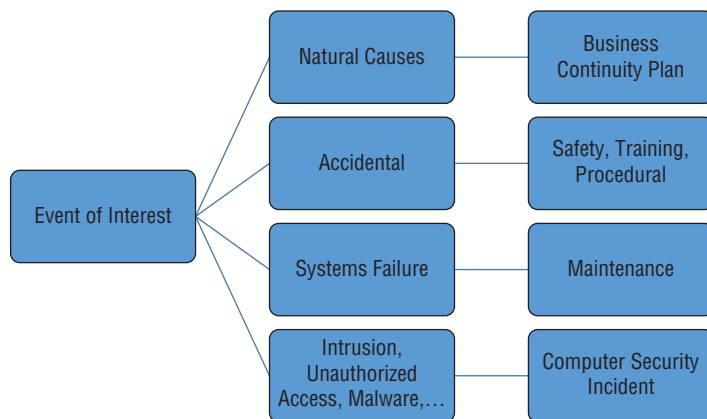 Natural Causes
Business
Continuity Plan
Accidental
Safety, Training,
Procedural
Event of Interest
Systems Failure
Maintenance
Intrusion,
Unauthorized
Access, Malware,...
Computer Security
Incident